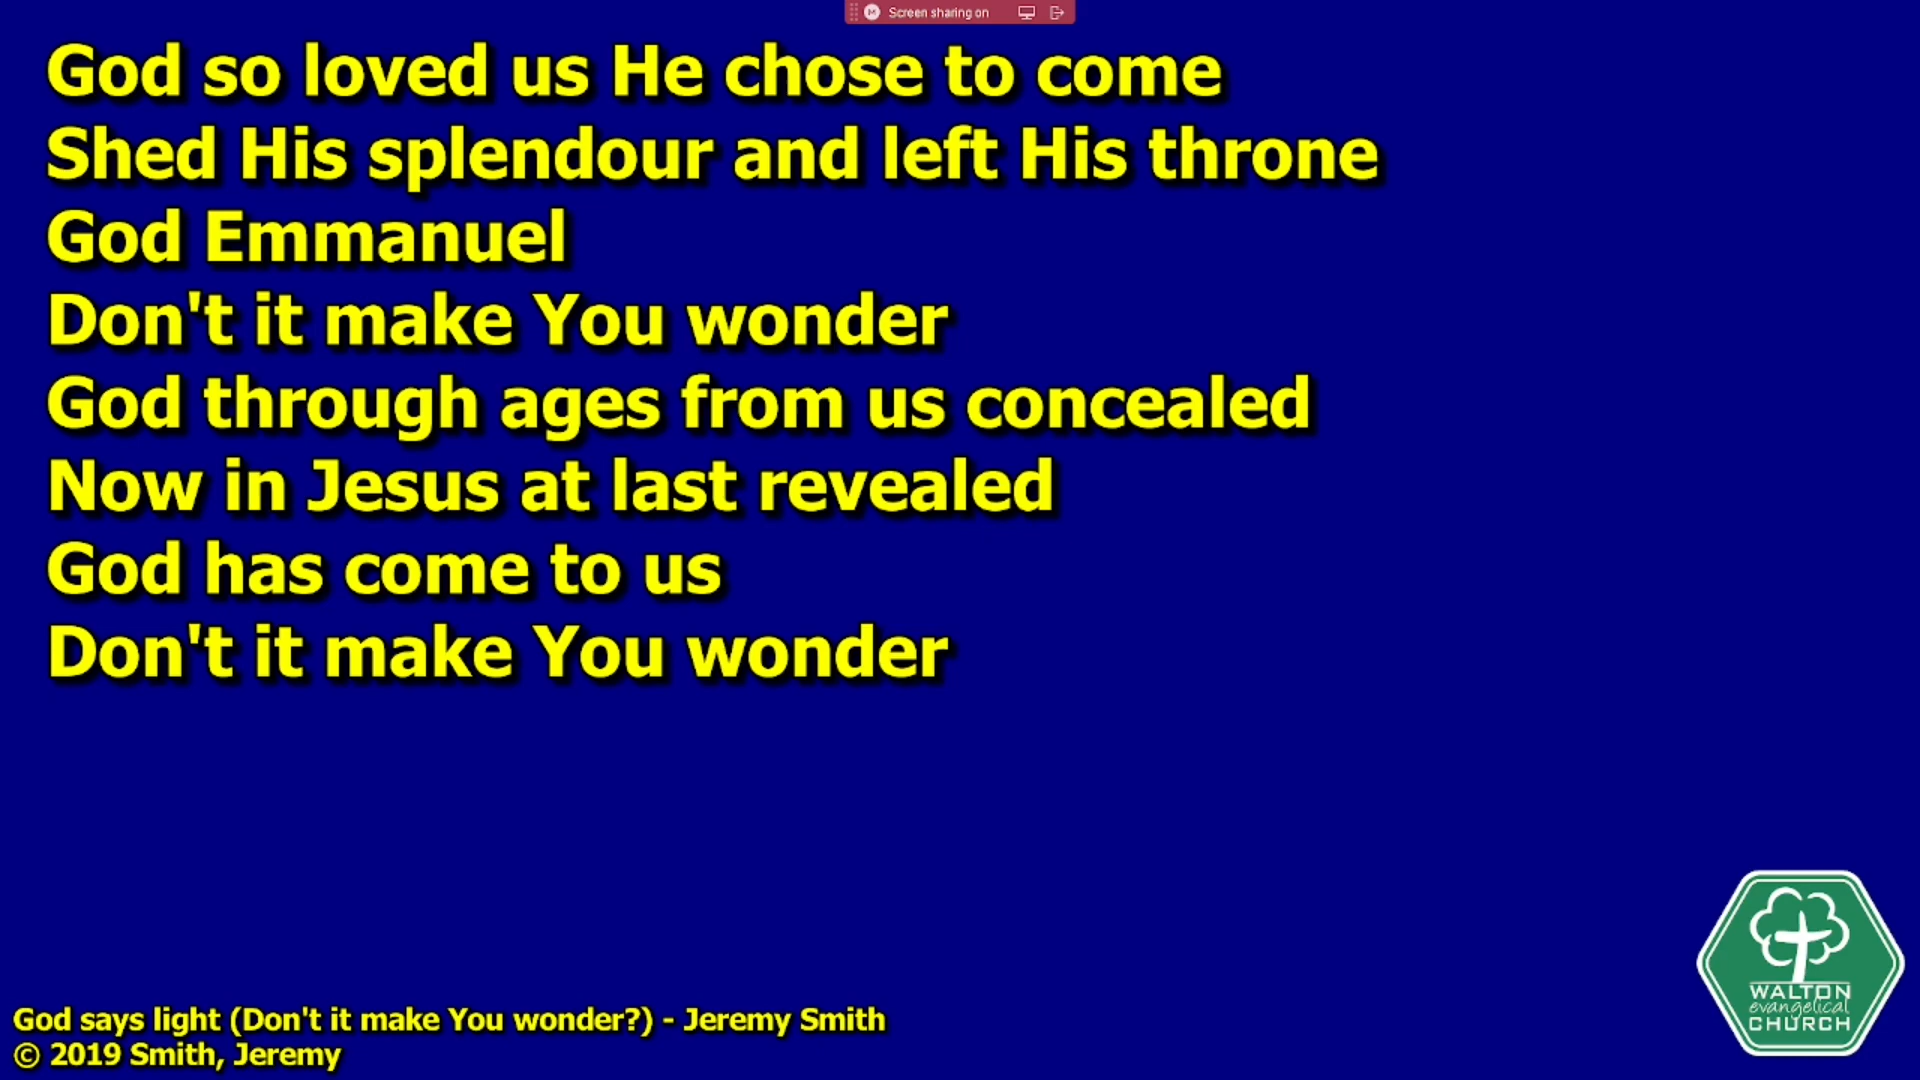 Screen sharing on
God so loved us He chose to come
Shed His splendour and left His throne
God Emmanuel
Don't it make You wonder
God through ages from us concealed
Now in Jesus at last revealed
God has come to us
Don't it make You wonder
WALTON
evangelical
CHURCH
God says light (Don't it make You wonder?) - Jeremy Smith
© 2019 Smith, Jeremy